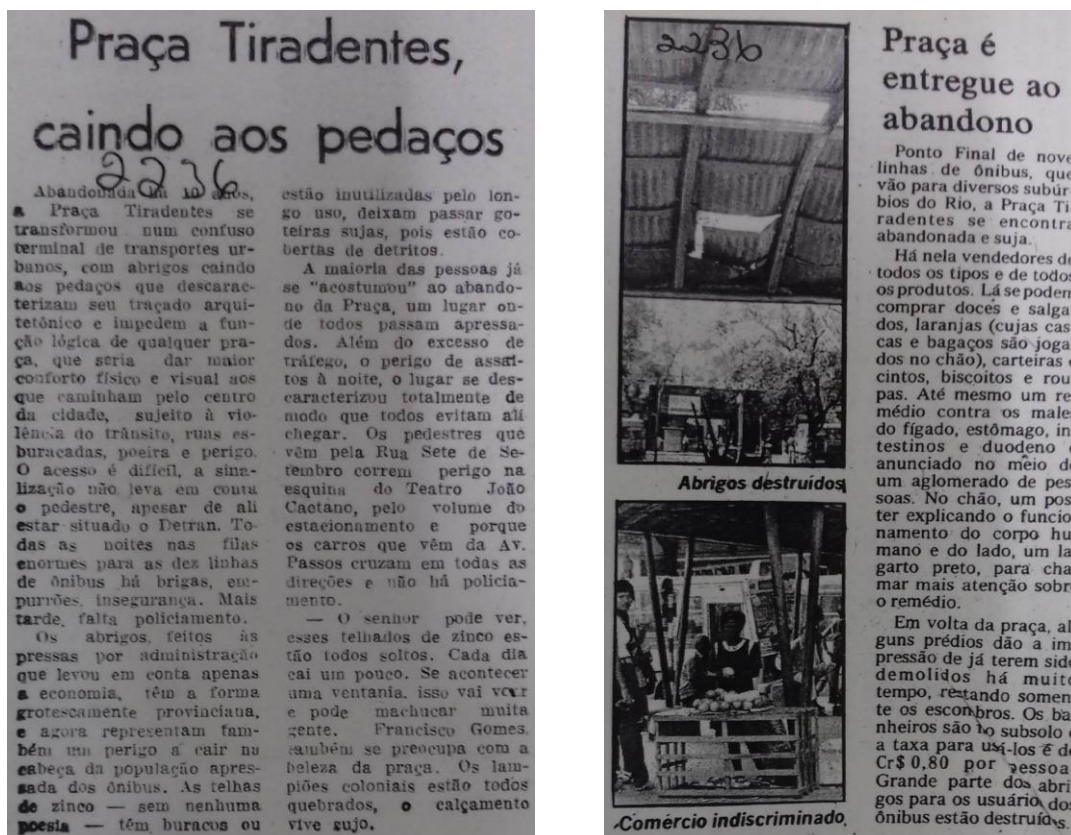 Praça Tiradentes,
caindo aos pedaços
2236
Abandonada há 10 anos,
a Praça Tiradentes se
transformou num confuso
terminal de transportes ur-
banos, com abrigos caindo
aos pedaços que descarac-
terizam seu traçado arqui-
tetônico e impedem a fun-
ção lógica de qualquer pra-
ça, que seria dar maior
conforto físico e visual aos
que caminham pelo centro
da cidade, sujeito à vio-
lência do trânsito, ruas es-
buracadas, poeira e perigo.
O acesso é difícil, a sina-
lização não leva em conta
o pedestre, apesar de ali
estar situado o Detran. To-
das as noites nas filas
enormes para as dez linhas
de ônibus há brigas, em-
purrões, insegurança. Mais
tarde, falta policiamento.
Os abrigos, feitos às
pressas por administração
que levou em conta apenas
a economia, têm a forma
grotescamente provinciana,
e agora representam tam-
bém um perigo a cair na
cabeça da população apres-
sada dos ônibus. As telhas
de zinco — sem nenhuma
poesia — têm buracos ou
estão inutilizadas pelo lon-
go uso, deixam passar go-
teiras sujas, pois estão co-
bertas de detritos.
A maioria das pessoas já
se "acostumou" ao abando-
no da Praça, um lugar on-
de todos passam apressa-
dos. Além do excesso de
tráfego, o perigo de assal-
tos à noite, o lugar se des-
caracterizou totalmente de
modo que todos evitam ali
chegar. Os pedestres que
vêm pela Rua Sete de Se-
tembro correm perigo na
esquina do Teatro João
Caetano, pelo volume do
estacionamento e porque
os carros que vêm da Av.
Passos cruzam em todas as
direções e não há policia-
mento.
— O senhor pode ver,
esses telhados de zinco es-
tão todos soltos. Cada dia
cai um pouco. Se acontecer
uma ventania, isso vai voar
e pode machucar muita
gente. Francisco Gomes,
também se preocupa com a
beleza da praça. Os lam-
piões coloniais estão todos
quebrados, o calçamento
vive sujo.
2236
Abrigos destruídos
Comércio indiscriminado
Praça é
entregue ao
abandono
Ponto Final de nove
linhas de ônibus, que
vão para diversos subúr-
bios do Rio, a Praça Ti-
radentes se encontra
abandonada e suja.
Há nela vendedores de
todos os tipos e de todos
os produtos. Lá se podem
comprar doces e salga-
dos, laranjas (cujas cas-
cas e bagaços são joga-
dos no chão), carteiras e
cintos, biscoitos e rou-
pas. Até mesmo um re-
médio contra os males
do fígado, estômago, in-
testinos e duodeno é
anunciado no meio de
um aglomerado de pes-
soas. No chão, um pos-
ter explicando o funcio-
namento do corpo hu-
mano e do lado, um la-
garto preto, para cha-
mar mais atenção sobre
o remédio.
Em volta da praça, al-
guns prédios dão a im-
pressão de já terem sido
demolidos há muito
tempo, restando somen-
te os escombros. Os ba-
nheiros são no subsolo e
a taxa para usá-los é de
Cr$ 0,80 por pessoa.
Grande parte dos abri-
gos para os usuários dos
ônibus estão destruídos.